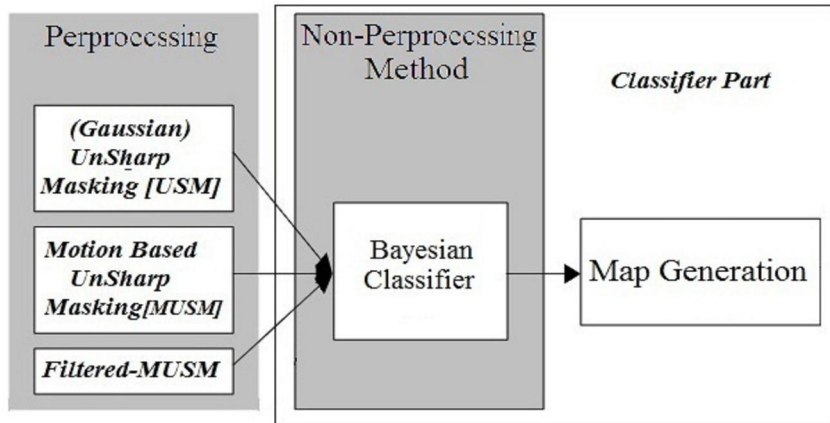 Perprocessing
(Gaussian)
UnSharp
Masking [USM]
Motion Based
UnSharp
Masking[MUSM]
Filtered-MUSM
Non-Perprocessing
Method
Bayesian
Classifier
Classifier Part
Map Generation